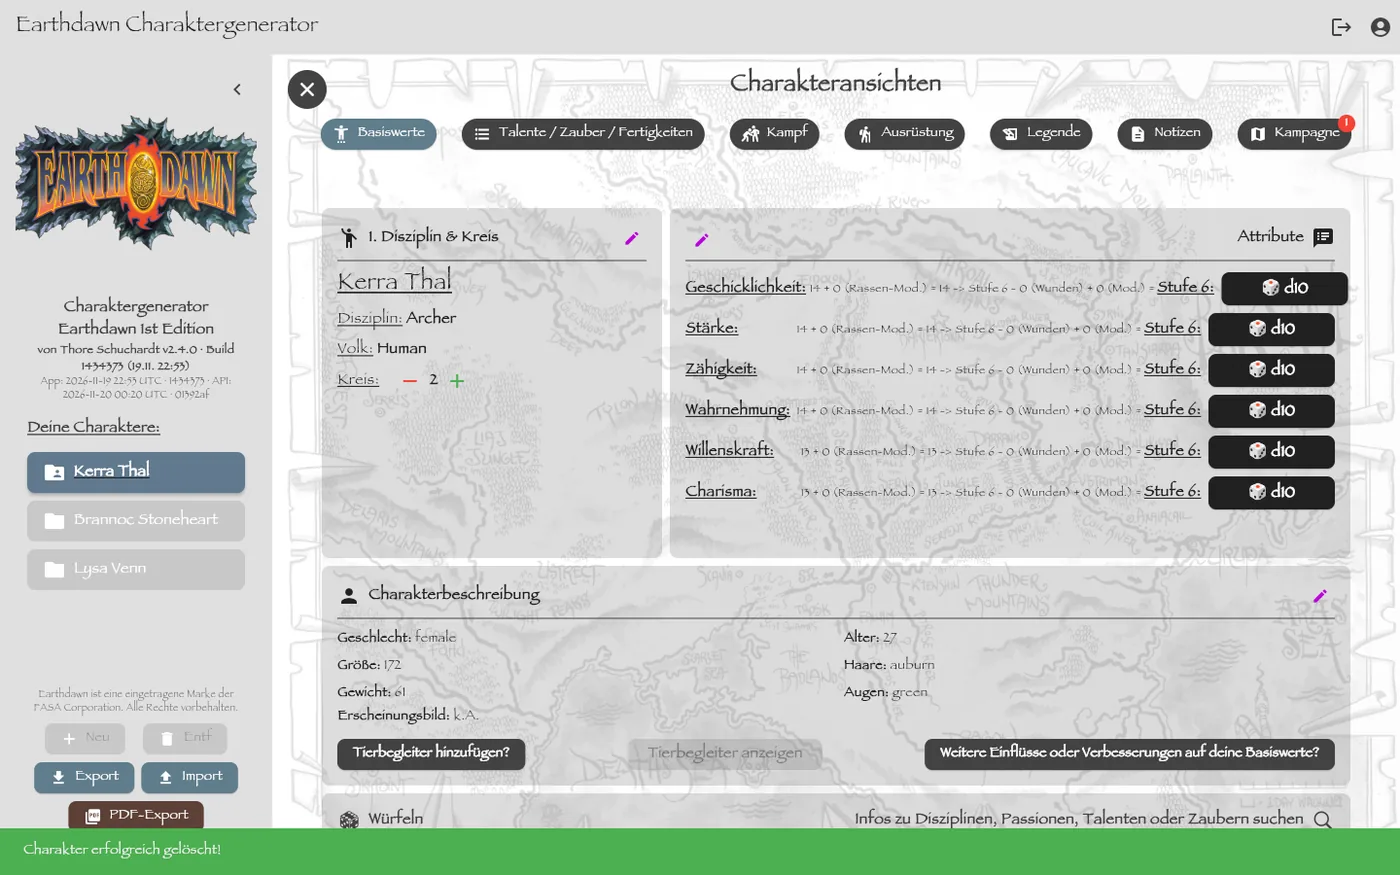 Earthdawn Charaktergenerator
EARTHDAWN
Charaktergenerator
Earthdawn 1st Edition
von Thore Schuchardt v2.4.0 · Build
1434373 (19.11. 22:53)
App: 2026-11-19 22:53 UTC · 1434373 · API:
2026-11-20 00:20 UTC · 01392af
Deine Charaktere:
Kerra Thal
Brannoc Stoneheart
Lysa Venn
Earthdawn ist eine eingetragene Marke der
FASA Corporation. Alle Rechte vorbehalten.
Neu
Entf
Export
Import
PDF-Export
Charakteransichten
Basiswerte
Talente / Zauber / Fertigkeiten
Kampf
Ausrüstung
Legende
Notizen
Kampagne
1. Disziplin & Kreis
Kerra Thal
Disziplin: Archer
Volk: Human
Kreis: — 2 +
Attribute
Geschicklichkeit: 14 + 0 (Rassen-Mod.) = 14 -> Stufe 6 - 0 (Wunden) + 0 (Mod.) = Stufe 6: d10
Stärke: 14 + 0 (Rassen-Mod.) = 14 -> Stufe 6 - 0 (Wunden) + 0 (Mod.) = Stufe 6: d10
Zähigkeit: 14 + 0 (Rassen-Mod.) = 14 -> Stufe 6 - 0 (Wunden) + 0 (Mod.) = Stufe 6: d10
Wahrnehmung: 14 + 0 (Rassen-Mod.) = 14 -> Stufe 6 - 0 (Wunden) + 0 (Mod.) = Stufe 6: d10
Willenskraft: 13 + 0 (Rassen-Mod.) = 13 -> Stufe 6 - 0 (Wunden) + 0 (Mod.) = Stufe 6: d10
Charisma: 13 + 0 (Rassen-Mod.) = 13 -> Stufe 6 - 0 (Wunden) + 0 (Mod.) = Stufe 6: d10
Charakterbeschreibung
Geschlecht: female
Alter: 27
Größe: 172
Haare: auburn
Gewicht: 61
Augen: green
Erscheinungsbild: k.A.
Tierbegleiter hinzufügen?
Tierbegleiter anzeigen
Weitere Einflüsse oder Verbesserungen auf deine Basiswerte?
Würfeln
Infos zu Disziplinen, Passionen, Talenten oder Zaubern suchen
Charakter erfolgreich gelöscht!